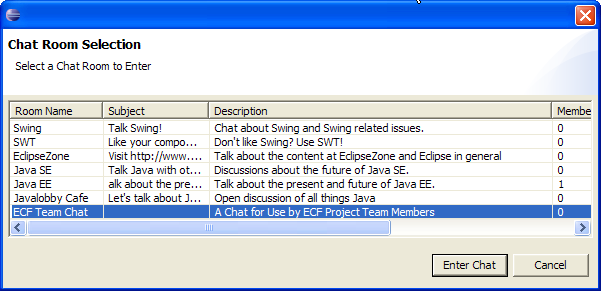 Chat Room Selection
Select a Chat Room to Enter
Room Name Subject Description Membe
Swing Talk Swing! Chat about Swing and Swing related issues. 0
SWT Like your compo... Don't like Swing? Use SWT! 0
EclipseZone Visit http://www.... Talk about the content at EclipseZone and Eclipse in general 0
Java SE Talk Java with ot... Discussions about the future of Java SE. 0
Java EE alk about the pre... Talk about the present and future of Java EE. 1
Javalobby Cafe Let's talk about J... Open discussion of all things Java 0
ECF Team Chat A Chat for Use by ECF Project Team Members 0
Enter Chat Cancel